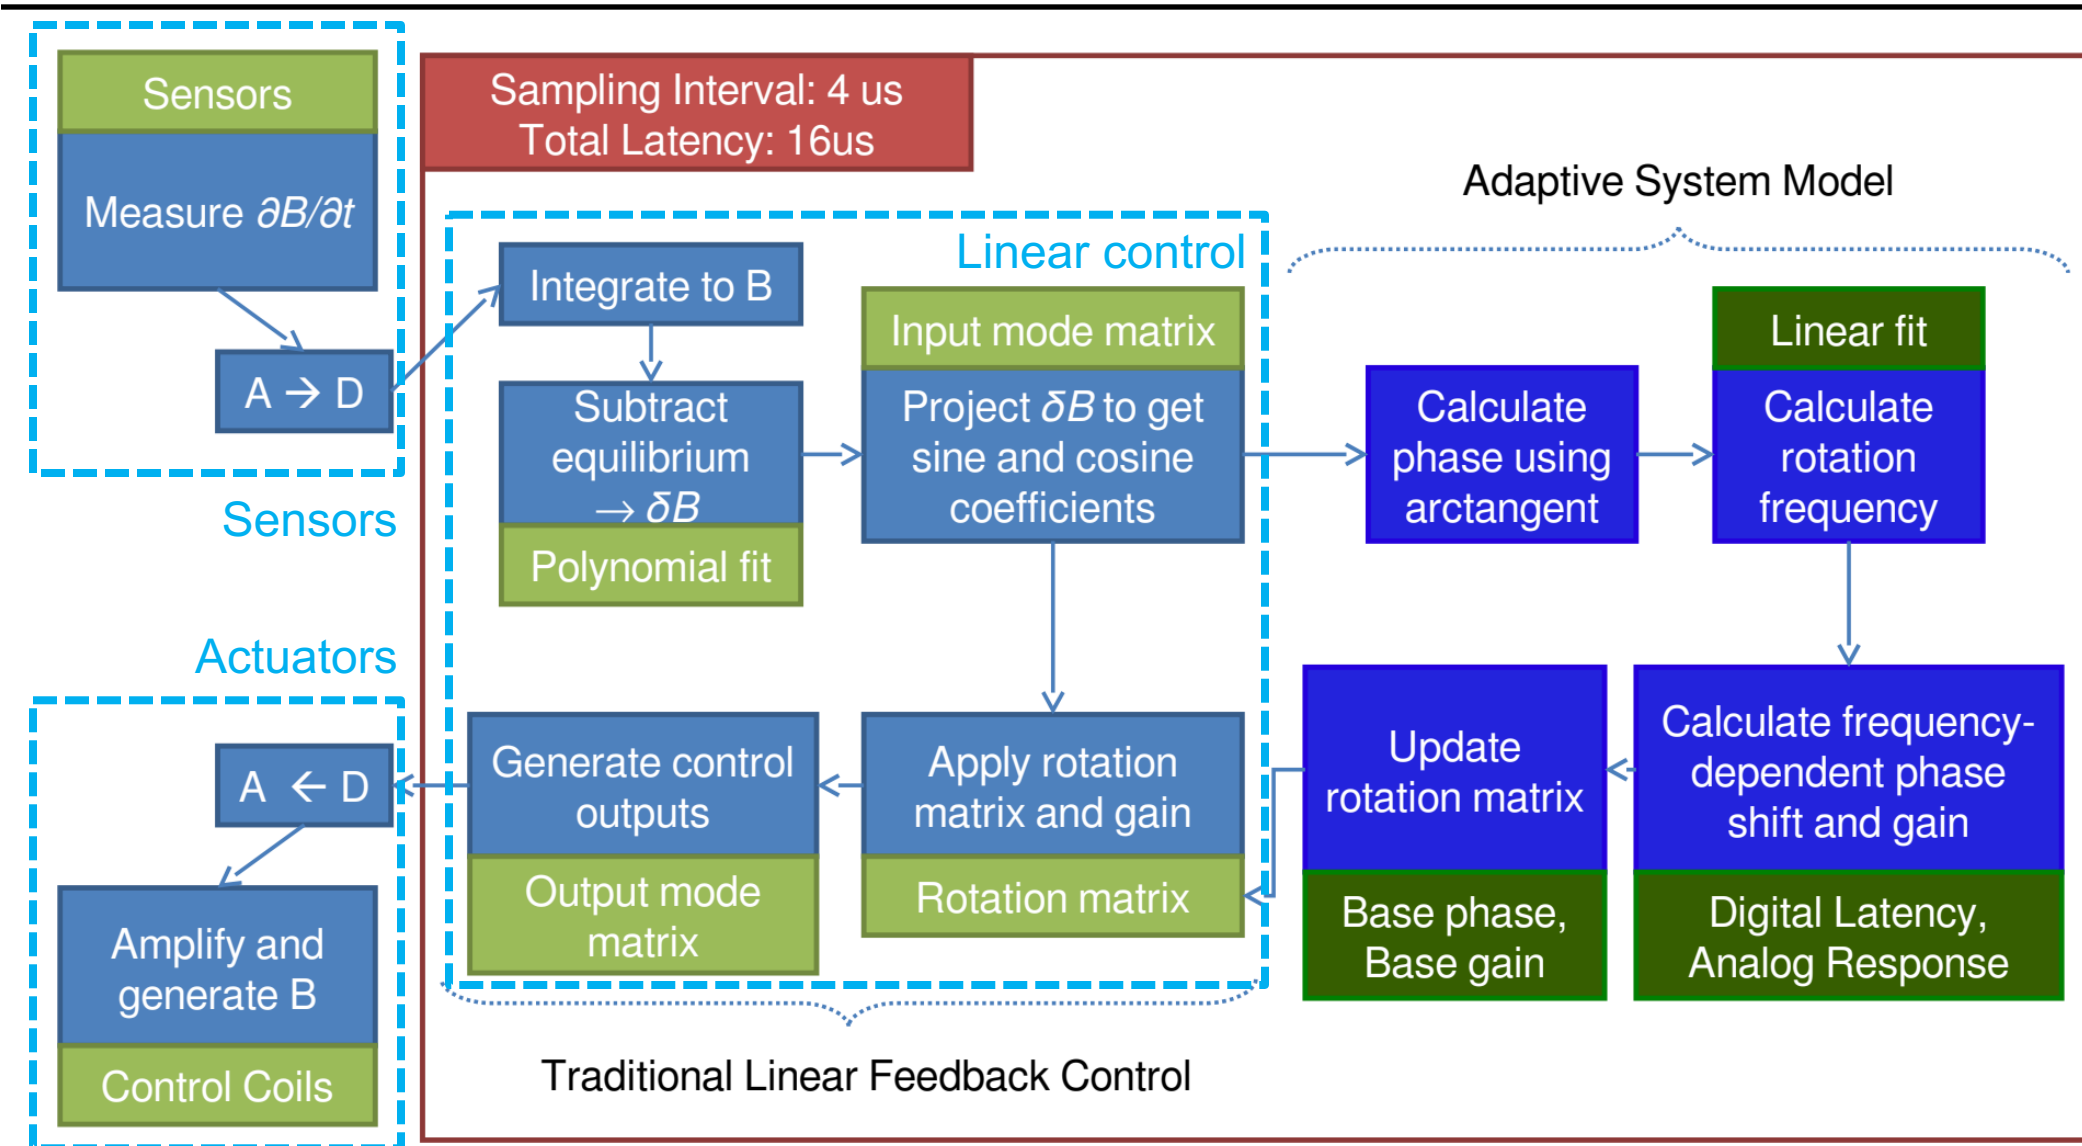 Sensors
Measure ∂B/∂t
A → D
Sensors
Sampling Interval: 4 us
Total Latency: 16us
Linear control
Integrate to B
Subtract
equilibrium
→ δB
Polynomial fit
Input mode matrix
Project δB to get
sine and cosine
coefficients
Adaptive System Model
Calculate
phase using
arctangent
Linear fit
Calculate
rotation
frequency
Calculate frequency-
dependent phase
shift and gain
Digital Latency,
Analog Response
Update
rotation matrix
Base phase,
Base gain
Apply rotation
matrix and gain
Rotation matrix
Generate control
outputs
Output mode
matrix
Traditional Linear Feedback Control
Actuators
A ← D
Amplify and
generate B
Control Coils